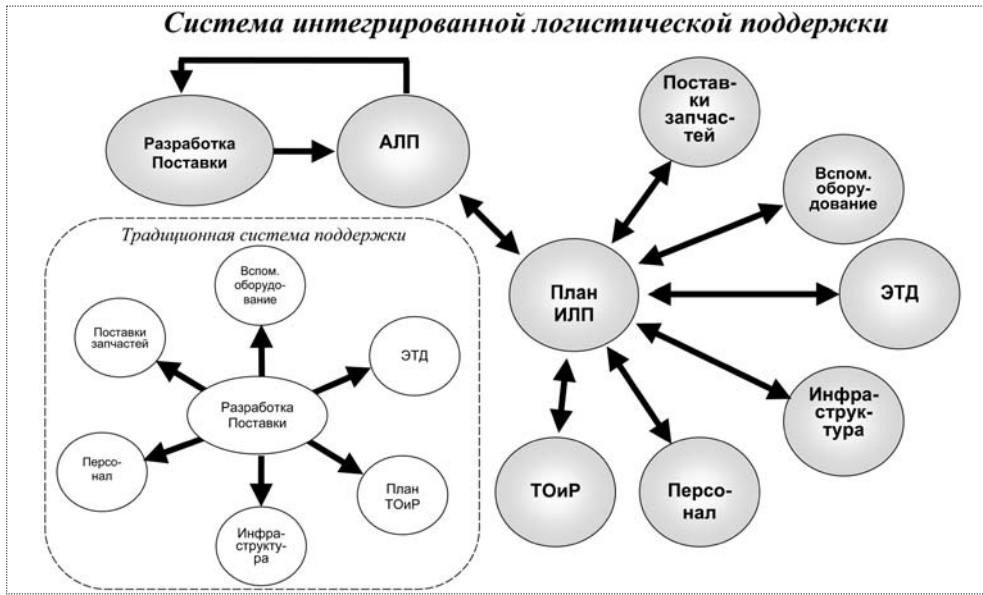 Система интегрированной логистической поддержки
Разработка
Поставки
АЛП
Постав-
ки
запчас-
тей
Вспом.
обору-
дование
План
ИЛП
ЭТД
Инфра-
структ-
тура
Персо-
нал
ТОиР
Традиционная система поддержки
Вспом.
оборудо-
вание
Поставки
запчастей
ЭТД
Разработка
Поставки
Персо-
нал
План
ТОиР
Инфра-
структу-
ра